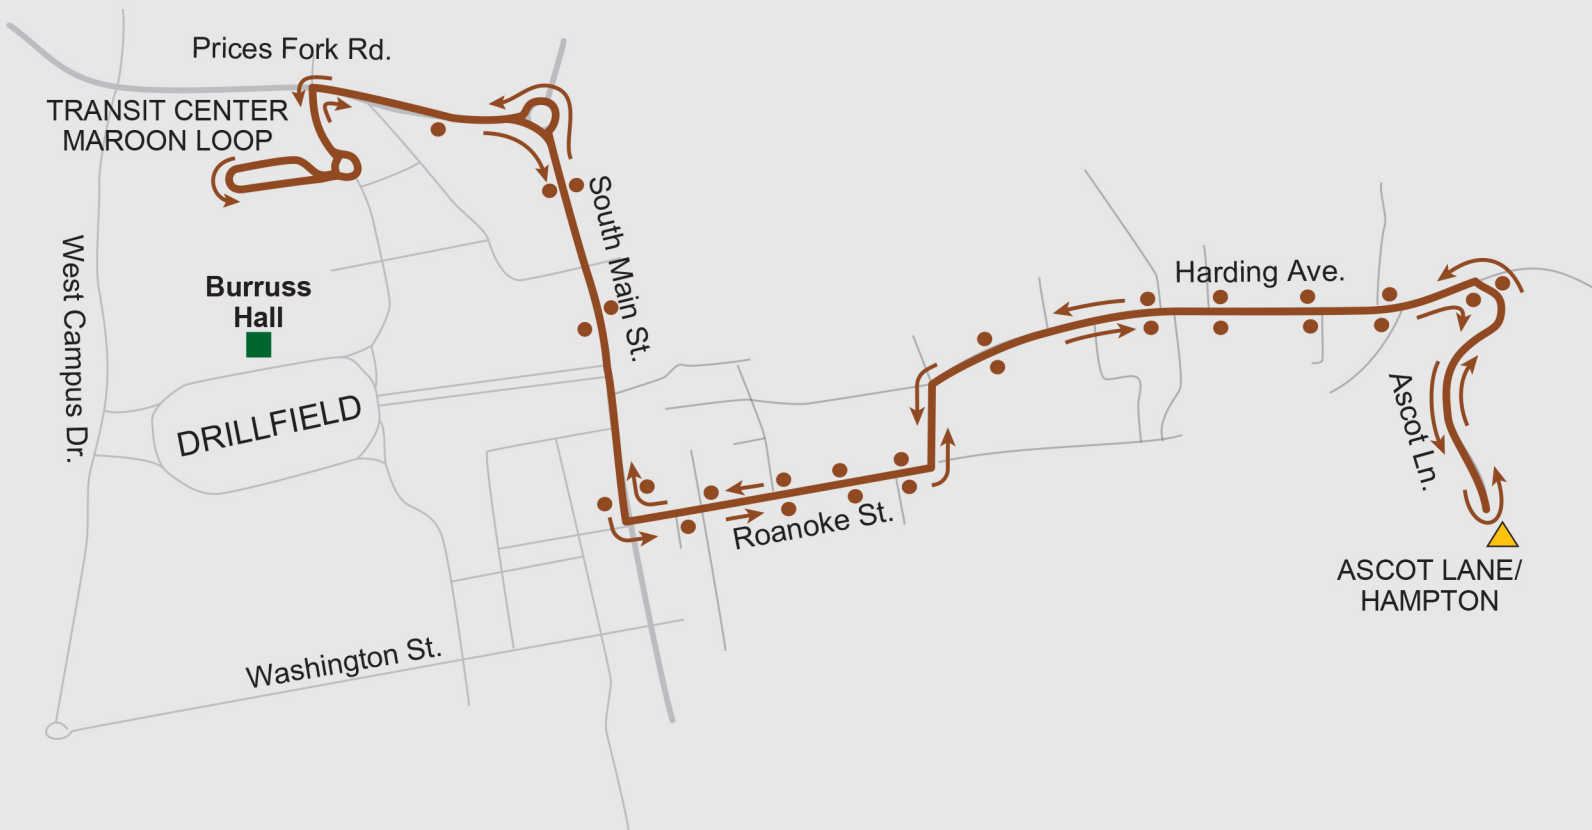 Prices Fork Rd.
TRANSIT CENTER
MAROON LOOP
South Main St.
West Campus Dr.
Burruss
Hall
DRILLFIELD
Harding Ave.
Ascot Ln.
Roanoke St.
ASCOT LANE/
HAMPTON
Washington St.